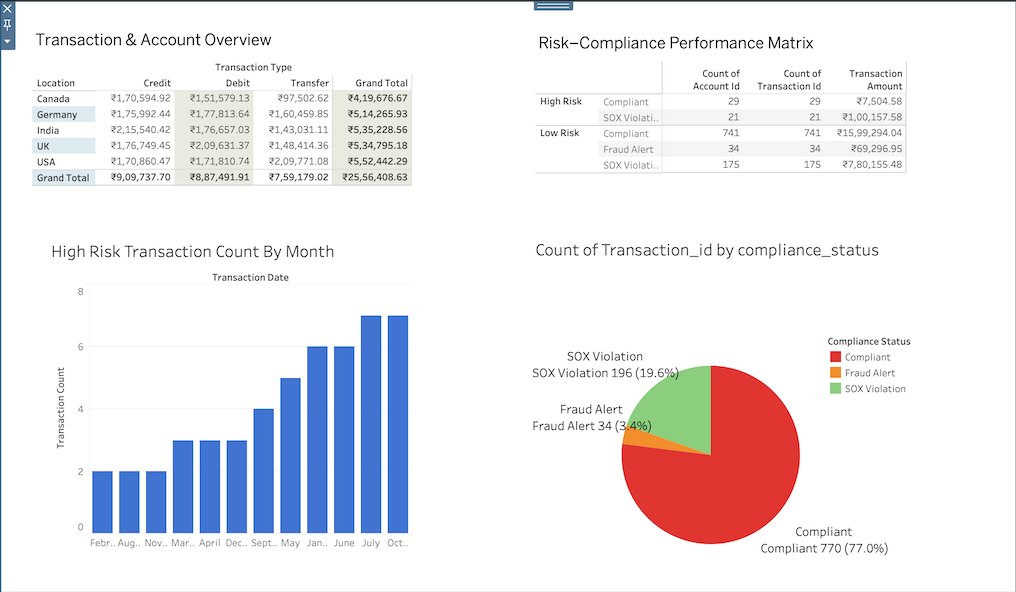 Transaction & Account Overview
Transaction Type
Location Credit Debit Transfer Grand Total
Canada ₹1,70,594.92 ₹1,51,579.13 ₹97,502.62 ₹4,19,676.67
Germany ₹1,75,992.44 ₹1,77,813.64 ₹1,60,459.85 ₹5,14,265.93
India ₹2,15,540.42 ₹1,76,657.03 ₹1,43,031.11 ₹5,35,228.56
UK ₹1,76,749.45 ₹2,09,631.37 ₹1,48,414.36 ₹5,34,795.18
USA ₹1,70,860.47 ₹1,71,810.74 ₹2,09,771.08 ₹5,52,442.29
Grand Total ₹9,09,737.70 ₹8,87,491.91 ₹7,59,179.02 ₹25,56,408.63
Risk–Compliance Performance Matrix
Count of Account Id Count of Transaction Id Transaction Amount
High Risk Compliant 29 29 ₹7,504.58
SOX Violati.. 21 21 ₹1,00,157.58
Low Risk Compliant 741 741 ₹15,99,294.04
Fraud Alert 34 34 ₹69,296.95
SOX Violati.. 175 175 ₹7,80,155.48
High Risk Transaction Count By Month
Transaction Date
Transaction Count
8
6
4
2
0
Febr.. Aug.. Nov.. Mar.. April Dec.. Sept.. May Jan.. June July Oct..
Count of Transaction_id by compliance_status
SOX Violation
SOX Violation 196 (19.6%)
Fraud Alert
Fraud Alert 34 (3.4%)
Compliant
Compliant 770 (77.0%)
Compliance Status
Compliant
Fraud Alert
SOX Violation